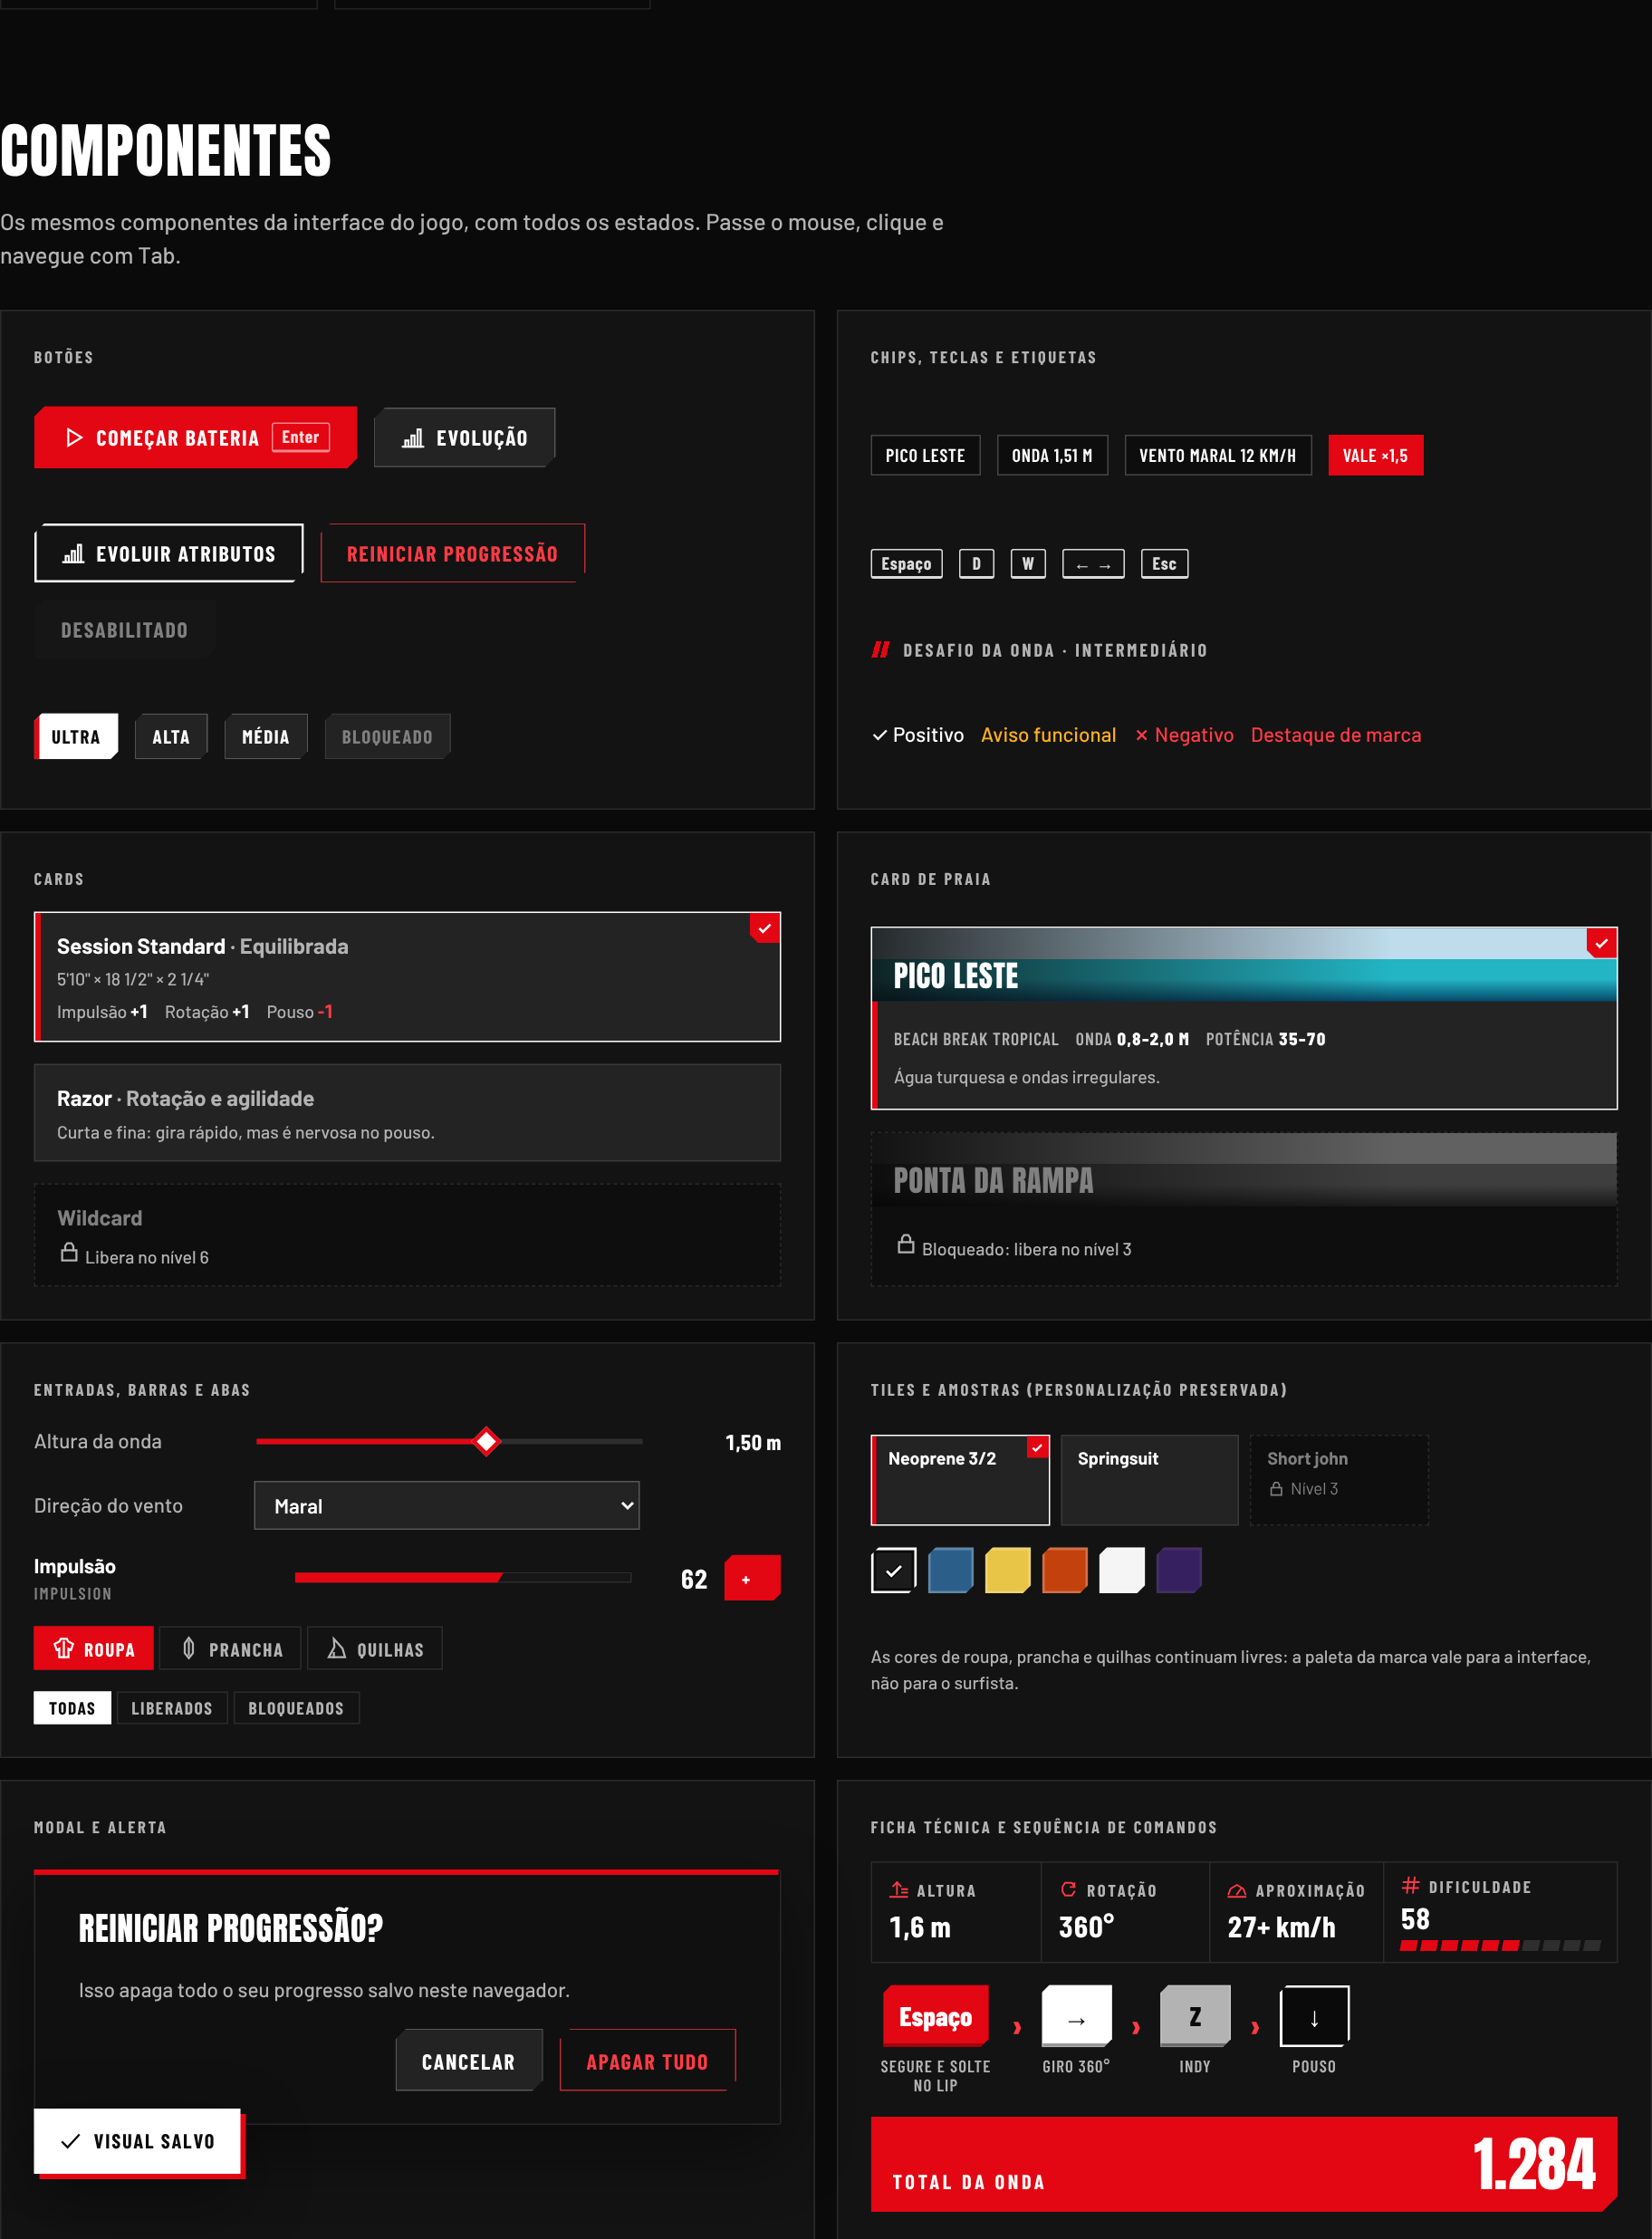 COMPONENTES
Os mesmos componentes da interface do jogo, com todos os estados. Passe o mouse, clique e
navegue com Tab.
BOTÕES
COMEÇAR BATERIA Enter
EVOLUÇÃO
EVOLUIR ATRIBUTOS
REINICIAR PROGRESSÃO
DESABILITADO
ULTRA
ALTA
MÉDIA
BLOQUEADO
CHIPS, TECLAS E ETIQUETAS
PICO LESTE
ONDA 1,51 M
VENTO MARAL 12 KM/H
VALE ×1,5
Espaço
D
W
← →
Esc
DESAFIO DA ONDA · INTERMEDIÁRIO
Positivo
Aviso funcional
Negativo
Destaque de marca
CARDS
Session Standard · Equilibrada
5'10" × 18 1/2" × 2 1/4"
Impulsão +1 Rotação +1 Pouso -1
Razor · Rotação e agilidade
Curta e fina: gira rápido, mas é nervosa no pouso.
Wildcard
Libera no nível 6
CARD DE PRAIA
PICO LESTE
BEACH BREAK TROPICAL ONDA 0,8–2,0 M POTÊNCIA 35–70
Água turquesa e ondas irregulares.
PONTA DA RAMPA
Bloqueado: libera no nível 3
ENTRADAS, BARRAS E ABAS
Altura da onda 1,50 m
Direção do vento Maral
Impulsão 62 +
IMPULSION
ROUPA
PRANCHA
QUILHAS
TODAS
LIBERADOS
BLOQUEADOS
TILES E AMOSTRAS (PERSONALIZAÇÃO PRESERVADA)
Neoprene 3/2
Springsuit
Short john
Nível 3
As cores de roupa, prancha e quilhas continuam livres: a paleta da marca vale para a interface,
não para o surfista.
MODAL E ALERTA
REINICIAR PROGRESSÃO?
Isso apaga todo o seu progresso salvo neste navegador.
CANCELAR
APAGAR TUDO
VISUAL SALVO
FICHA TÉCNICA E SEQUÊNCIA DE COMANDOS
ALTURA
1,6 m
ROTAÇÃO
360°
APROXIMAÇÃO
27+ km/h
DIFICULDADE
58
Espaço
SEGURE E SOLTE
NO LIP
→
GIRO 360°
Z
INDY
↓
POUSO
TOTAL DA ONDA 1.284